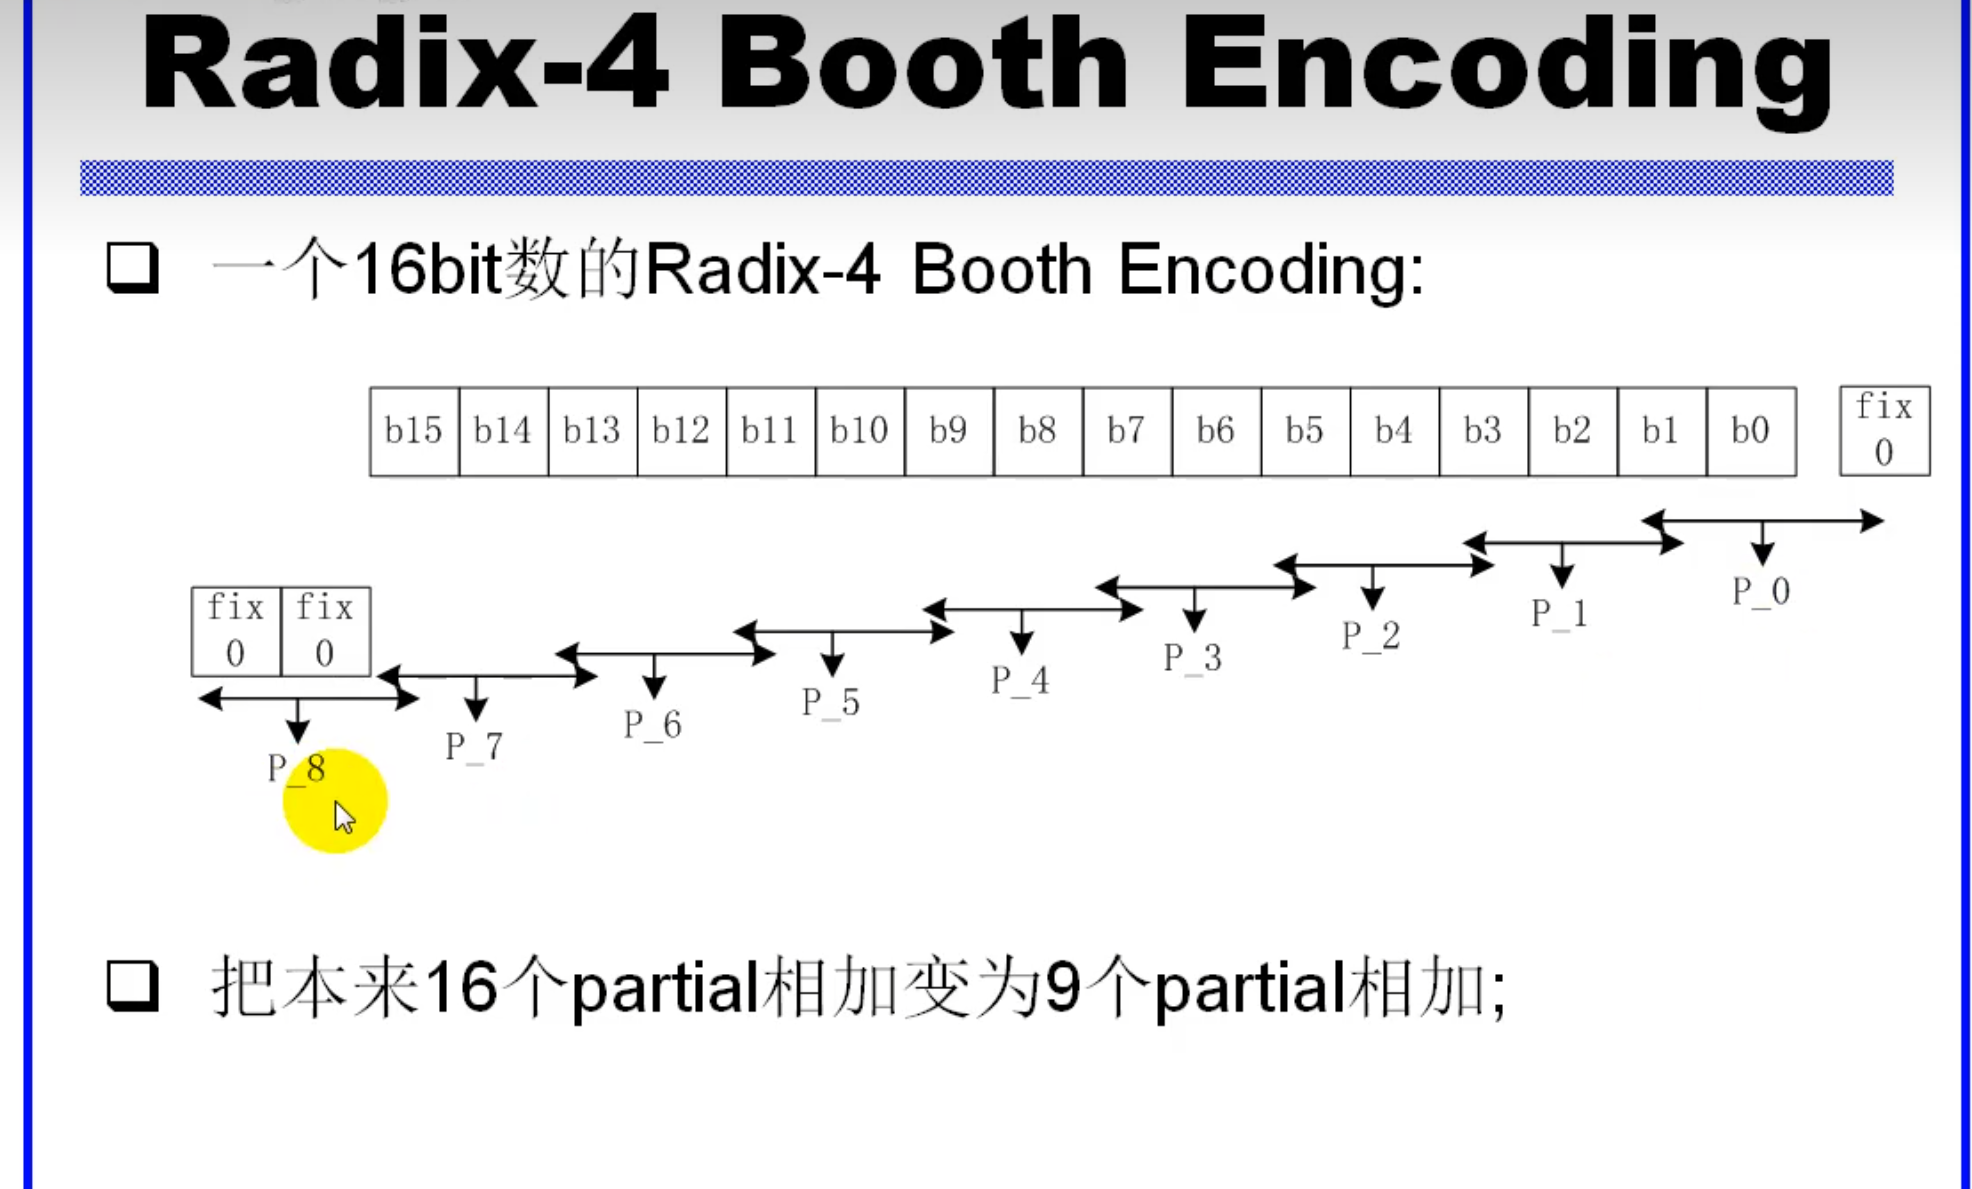 Radix-4 Booth Encoding
一个16bit数的Radix-4 Booth Encoding:
b15 b14 b13 b12 b11 b10 b9 b8 b7 b6 b5 b4 b3 b2 b1 b0 fix 0
P_0
P_1
P_2
P_3
P_4
P_5
P_6
P_7
fix 0 fix 0
P_8
把本来16个partial相加变为9个partial相加;